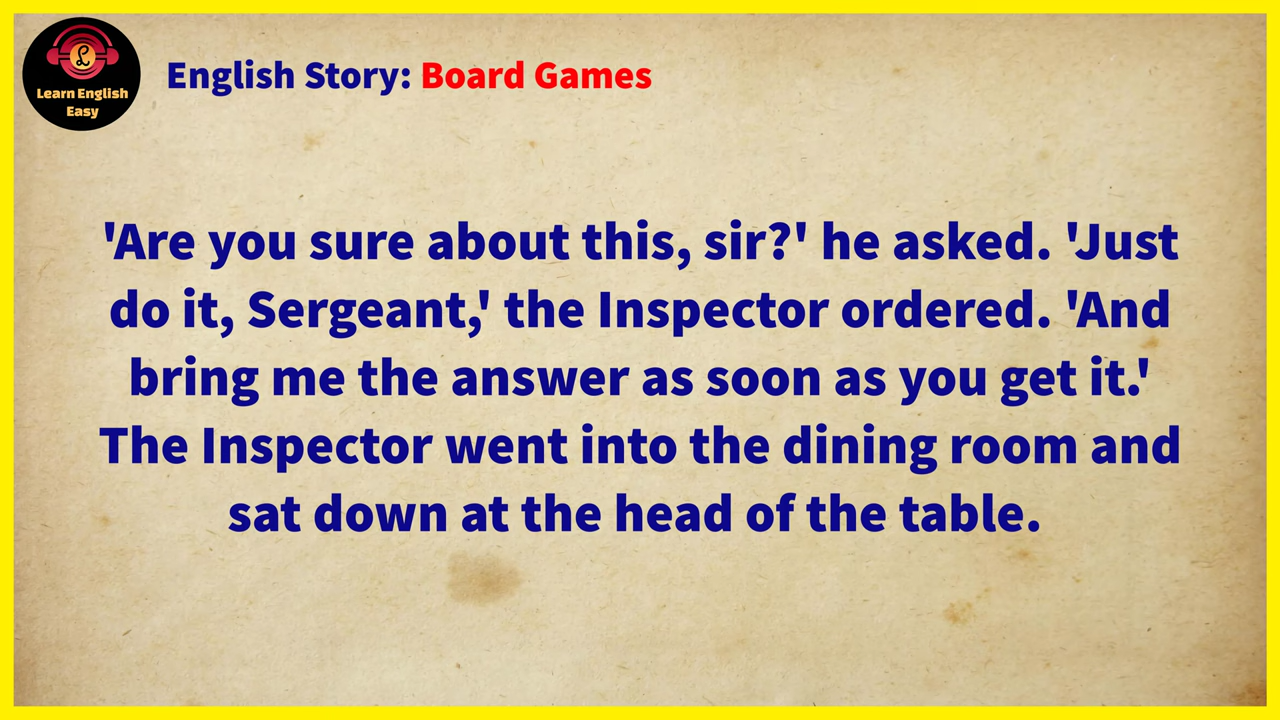 Learn English
Easy
English Story: Board Games
'Are you sure about this, sir?' he asked. 'Just
do it, Sergeant,' the Inspector ordered. 'And
bring me the answer as soon as you get it.'
The Inspector went into the dining room and
sat down at the head of the table.